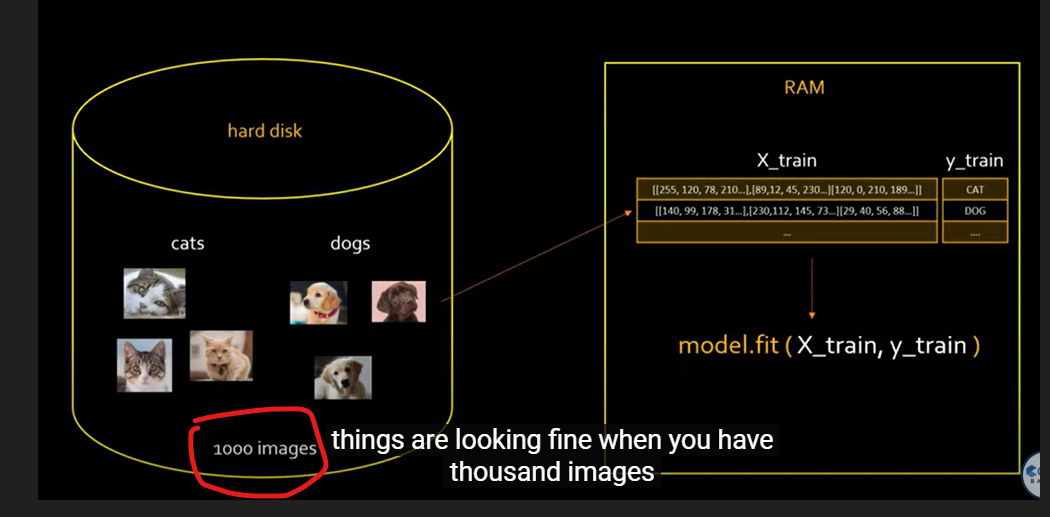 hard disk
cats
dogs
1000 images
RAM
X_train
y_train
[[255, 120, 78, 210...],[89,12, 45, 230...][120, 0, 210, 189...]]
CAT
[[140, 99, 178, 31...],[230,112, 145, 73...][29, 40, 56, 88...]]
DOG
...
....
model.fit ( X_train, y_train )
things are looking fine when you have
thousand images